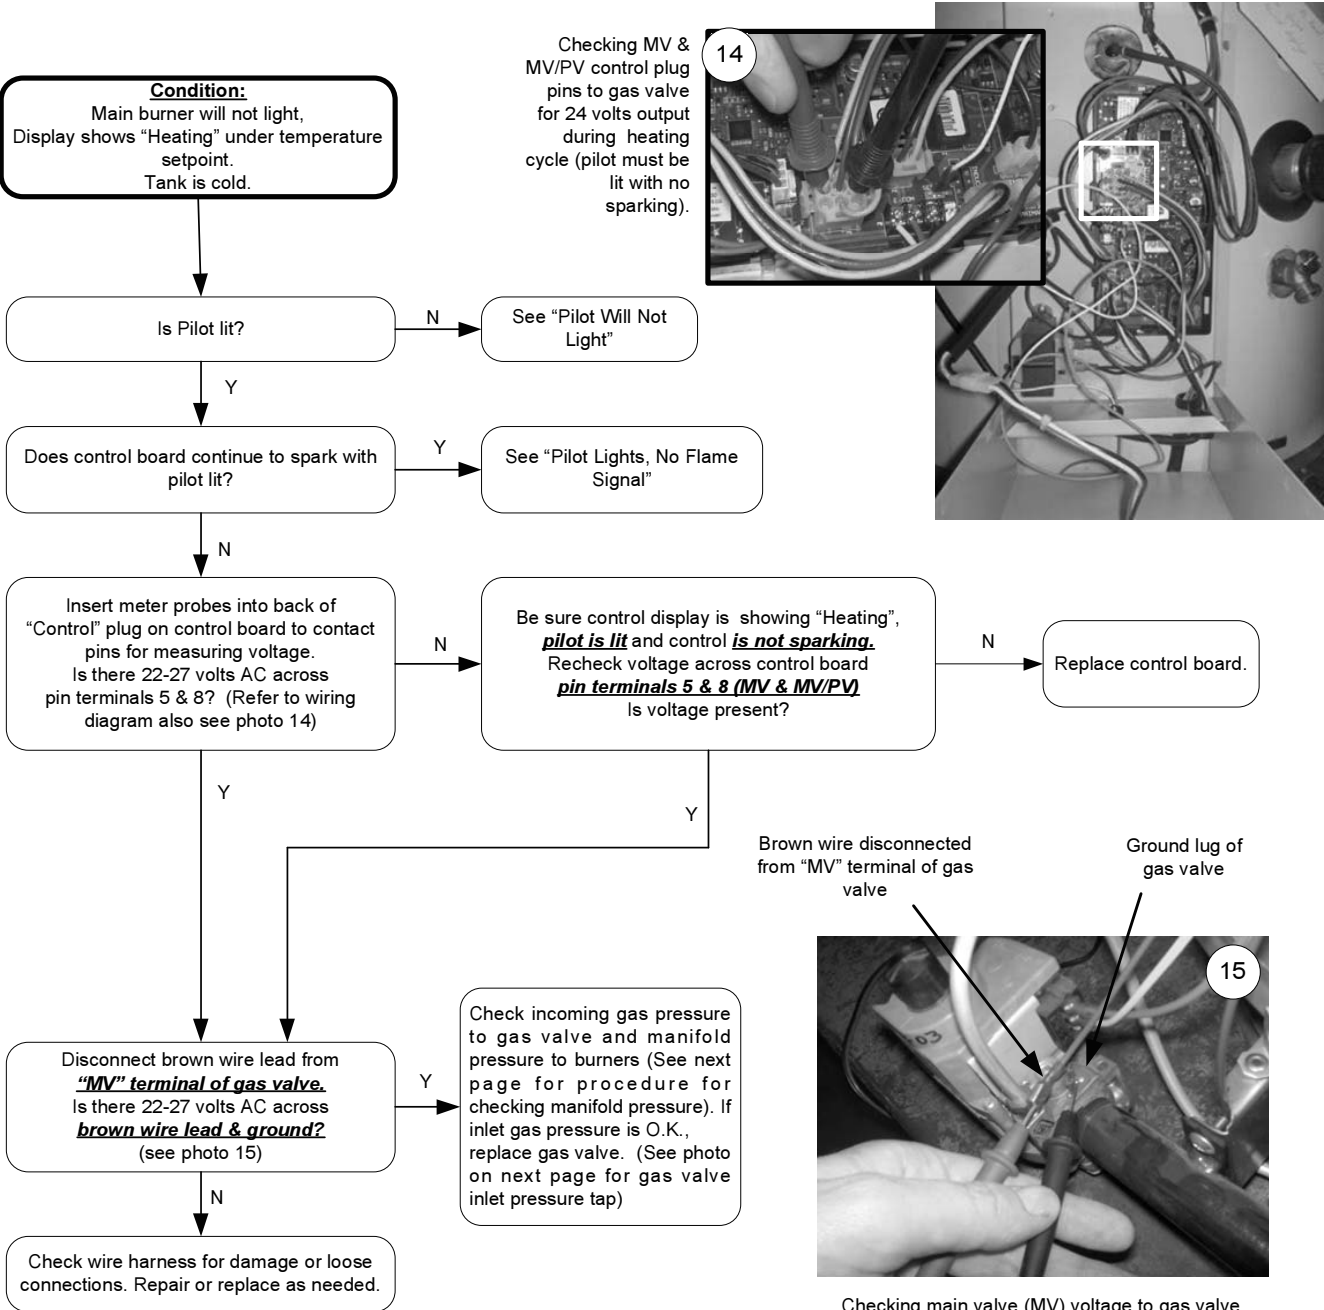 Checking MV &
MV/PV control plug
pins to gas valve
for 24 volts output
during heating
cycle (pilot must be
lit with no
sparking).
14
Condition:
Main burner will not light,
Display shows “Heating” under temperature
setpoint.
Tank is cold.
Is Pilot lit?
N
See “Pilot Will Not
Light”
Y
Does control board continue to spark with
pilot lit?
Y
See “Pilot Lights, No Flame
Signal”
N
Insert meter probes into back of
“Control” plug on control board to contact
pins for measuring voltage.
Is there 22-27 volts AC across
pin terminals 5 & 8? (Refer to wiring
diagram also see photo 14)
N
Be sure control display is showing “Heating”,
pilot is lit and control is not sparking.
Recheck voltage across control board
pin terminals 5 & 8 (MV & MV/PV)
Is voltage present?
N
Replace control board.
Y
Y
Brown wire disconnected
from “MV” terminal of gas
valve
Ground lug of
gas valve
15
Disconnect brown wire lead from
“MV” terminal of gas valve.
Is there 22-27 volts AC across
brown wire lead & ground?
(see photo 15)
Y
Check incoming gas pressure
to gas valve and manifold
pressure to burners (See next
page for procedure for
checking manifold pressure). If
inlet gas pressure is O.K.,
replace gas valve. (See photo
on next page for gas valve
inlet pressure tap)
N
Check wire harness for damage or loose
connections. Repair or replace as needed.
Checking main valve (MV) voltage to gas valve